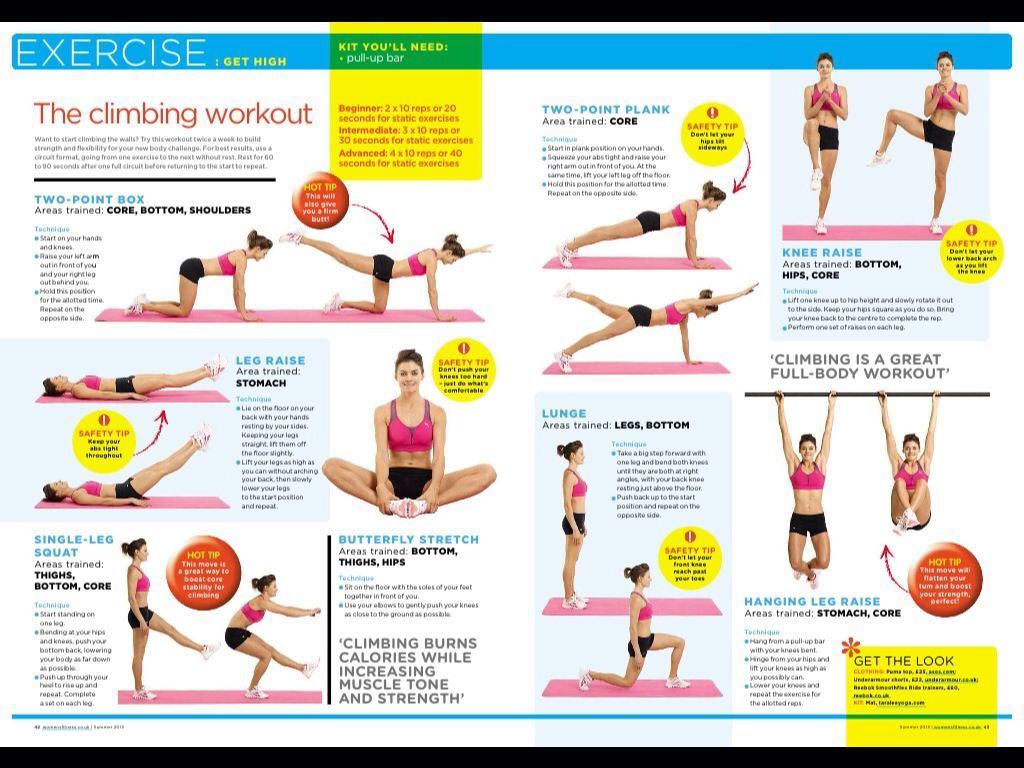 EXERCISE : GET HIGH
KIT YOU'LL NEED:
• pull-up bar
The climbing workout
Want to start climbing the walls? Try this workout twice a week to build
strength and flexibility for your new body challenge. For best results, use a
circuit format, going from one exercise to the next without rest. Rest for 60
to 90 seconds after one full circuit before returning to the start to repeat.
Beginner: 2 x 10 reps or 20
seconds for static exercises
Intermediate: 3 x 10 reps or
30 seconds for static exercises
Advanced: 4 x 10 reps or 40
seconds for static exercises
TWO-POINT BOX
Areas trained: CORE, BOTTOM, SHOULDERS
Technique
• Start on your hands
and knees.
• Raise your left arm
out in front of you
and your right leg
out behind you.
• Hold this position
for the allotted time.
Repeat on the
opposite side.
HOT TIP
This will
also give
you a firm
butt!
LEG RAISE
Area trained:
STOMACH
Technique
• Lie on the floor on your
back with your hands
resting by your sides.
Keeping your legs
straight, lift them off
the floor slightly.
• Lift your legs as high as
you can without arching
your back, then slowly
lower your legs
to the start position
and repeat.
SAFETY TIP
Keep your
abs tight
throughout
SAFETY TIP
Don't push your
knees too hard
– just do what's
comfortable
SINGLE-LEG
SQUAT
Areas trained:
THIGHS,
BOTTOM, CORE
Technique
• Start standing on
one leg.
• Bending at your hips
and knees, push your
bottom back, lowering
your body as far down
as possible.
• Push up through your
heel to rise up and
repeat. Complete
a set on each leg.
HOT TIP
This move is
a great way to
boost core
stability for
climbing
BUTTERFLY STRETCH
Areas trained: BOTTOM,
THIGHS, HIPS
Technique
• Sit on the floor with the soles of your feet
together in front of you.
• Use your elbows to gently push your knees
as close to the ground as possible.
'CLIMBING BURNS
CALORIES WHILE
INCREASING
MUSCLE TONE
AND STRENGTH'
42 womensfitness.co.uk | Summer 2013
TWO-POINT PLANK
Area trained: CORE
Technique
• Start in plank position on your hands.
• Squeeze your abs tight and raise your
right arm out in front of you. At the
same time, lift your left leg off the floor.
• Hold this position for the allotted time.
Repeat on the opposite side.
SAFETY TIP
Don't let your
hips tilt
sideways
KNEE RAISE
Areas trained: BOTTOM,
HIPS, CORE
Technique
• Lift one knee up to hip height and slowly rotate it out
to the side. Keep your hips square as you do so. Bring
your knee back to the centre to complete the rep.
• Perform one set of raises on each leg.
SAFETY TIP
Don't let your
lower back arch
as you lift
the knee
'CLIMBING IS A GREAT
FULL-BODY WORKOUT'
LUNGE
Areas trained: LEGS, BOTTOM
Technique
• Take a big step forward with
one leg and bend both knees
until they are both at right
angles, with your back knee
resting just above the floor.
• Push back up to the start
position and repeat on the
opposite side.
SAFETY TIP
Don't let your
front knee
reach past
your toes
HANGING LEG RAISE
Areas trained: STOMACH, CORE
Technique
• Hang from a pull-up bar
with your knees bent.
• Hinge from your hips and
lift your knees as high as
you possibly can.
• Lower your knees and
repeat the exercise for
the allotted reps.
HOT TIP
This move will
flatten your
tum and boost
your strength,
perfect!
* GET THE LOOK
CLOTHING: Puma top, £25, asos.com;
Underarmour shorts, £22, underarmour.co.uk;
Reebok Smoothflex Ride trainers, £60,
reebok.co.uk.
KIT: Mat, taraleeyoga.com
Summer 2013 | womensfitness.co.uk 43